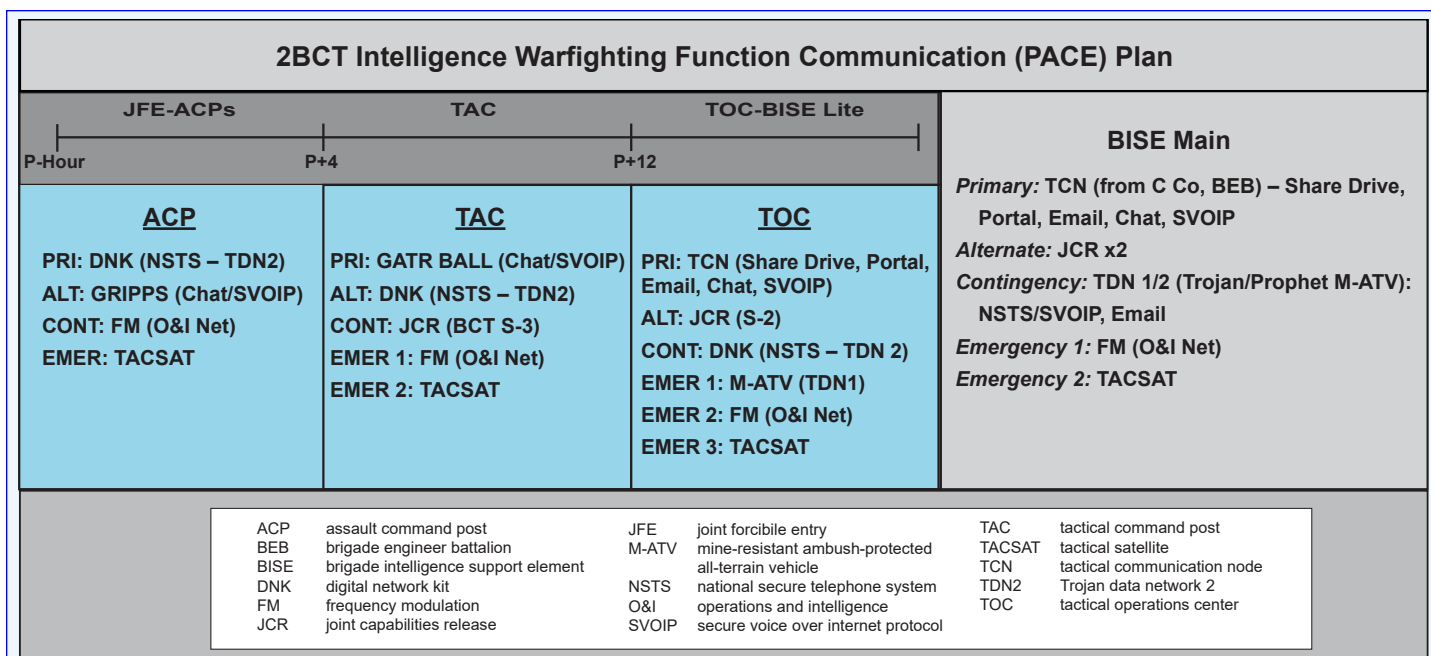 2BCT Intelligence Warfighting Function Communication (PACE) Plan
JFE-ACPs
TAC
TOC-BISE Lite
P-Hour
P+4
P+12
ACP
PRI: DNK (NSTS – TDN2)
ALT: GRIPPS (Chat/SVOIP)
CONT: FM (O&I Net)
EMER: TACSAT
TAC
PRI: GATR BALL (Chat/SVOIP)
ALT: DNK (NSTS – TDN2)
CONT: JCR (BCT S-3)
EMER 1: FM (O&I Net)
EMER 2: TACSAT
TOC
PRI: TCN (Share Drive, Portal,
Email, Chat, SVOIP)
ALT: JCR (S-2)
CONT: DNK (NSTS – TDN 2)
EMER 1: M-ATV (TDN1)
EMER 2: FM (O&I Net)
EMER 3: TACSAT
BISE Main
Primary: TCN (from C Co, BEB) – Share Drive,
Portal, Email, Chat, SVOIP
Alternate: JCR x2
Contingency: TDN 1/2 (Trojan/Prophet M-ATV):
NSTS/SVOIP, Email
Emergency 1: FM (O&I Net)
Emergency 2: TACSAT
ACP assault command post
BEB brigade engineer battalion
BISE brigade intelligence support element
DNK digital network kit
FM frequency modulation
JCR joint capabilities release
JFE joint forcibile entry
M-ATV mine-resistant ambush-protected
all-terrain vehicle
NSTS national secure telephone system
O&I operations and intelligence
SVOIP secure voice over internet protocol
TAC tactical command post
TACSAT tactical satellite
TCN tactical communication node
TDN2 Trojan data network 2
TOC tactical operations center